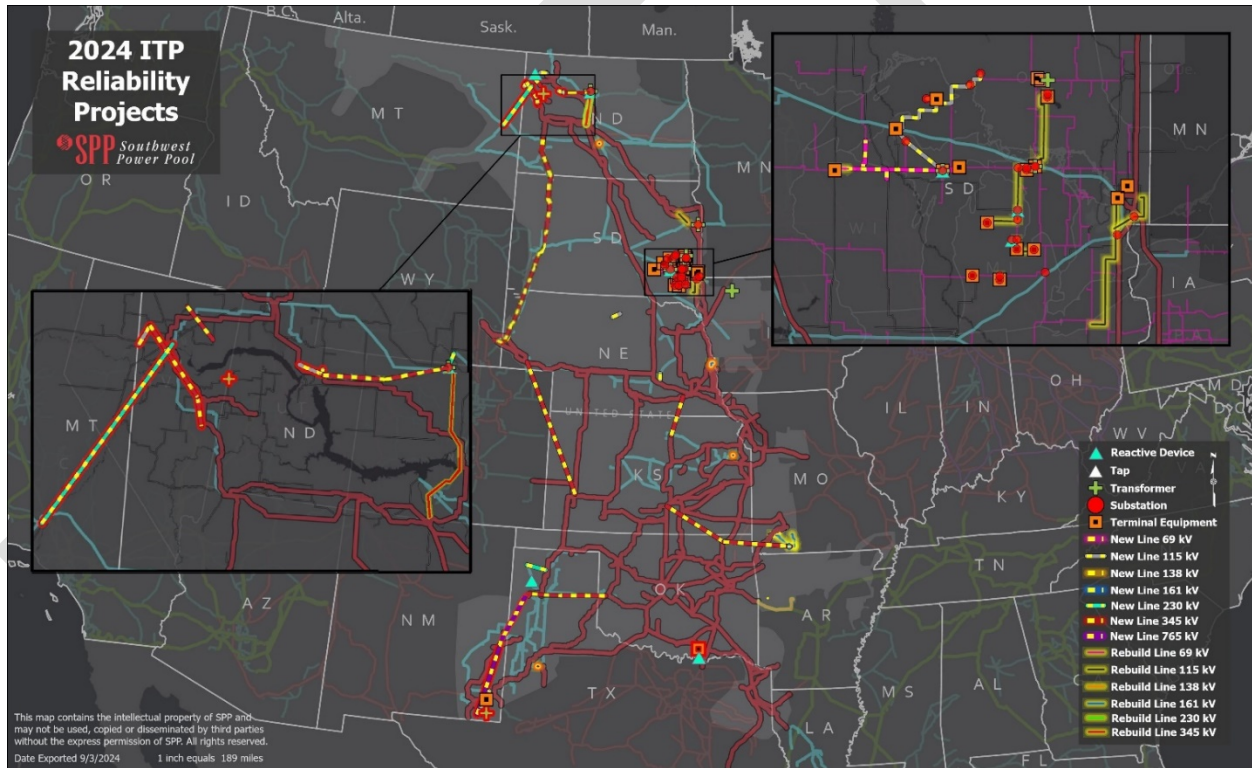 2024 ITP
Reliability
Projects
SPP Southwest
Power Pool
B.C.
Alta.
Sask.
Man.
MT
ND
MN
OR
ID
SD
WY
NE
UNITED STATES
IL
IN
OH
MD
WV
VA
KS
MO
KY
AZ
NM
OK
AR
TN
TX
MS
AL
LA
FL
MN
SD
WI
IA
MT
ND
Reactive Device
Tap
Transformer
Substation
Terminal Equipment
New Line 69 kV
New Line 115 kV
New Line 138 kV
New Line 161 kV
New Line 230 kV
New Line 345 kV
New Line 765 kV
Rebuild Line 69 kV
Rebuild Line 115 kV
Rebuild Line 138 kV
Rebuild Line 161 kV
Rebuild Line 230 kV
Rebuild Line 345 kV
This map contains the intellectual property of SPP and
may not be used, copied or disseminated by third parties
without the express permission of SPP. All rights reserved.
Date Exported 9/3/2024 1 inch equals 189 miles